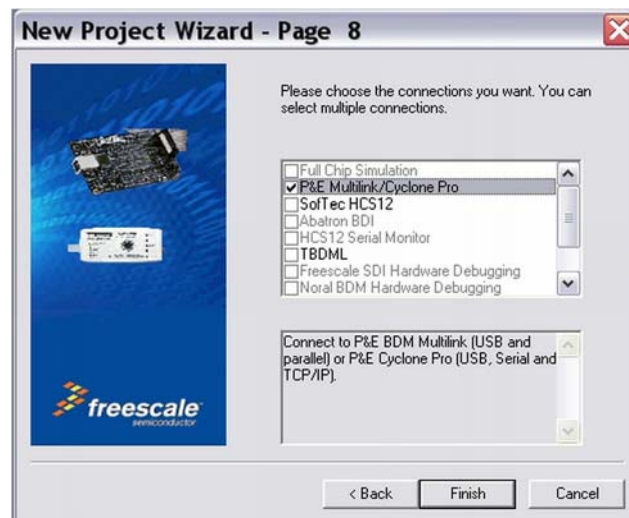 New Project Wizard - Page 8
Please choose the connections you want. You can
select multiple connections.
Full Chip Simulation
P&E Multilink/Cyclone Pro
SofTec HCS12
Abatron BDI
HCS12 Serial Monitor
TBDML
Freescale SDI Hardware Debugging
Noral BDM Hardware Debugging
Connect to P&E BDM Multilink (USB and
parallel) or P&E Cyclone Pro (USB, Serial and
TCP/IP).
freescale
semiconductor
< Back
Finish
Cancel